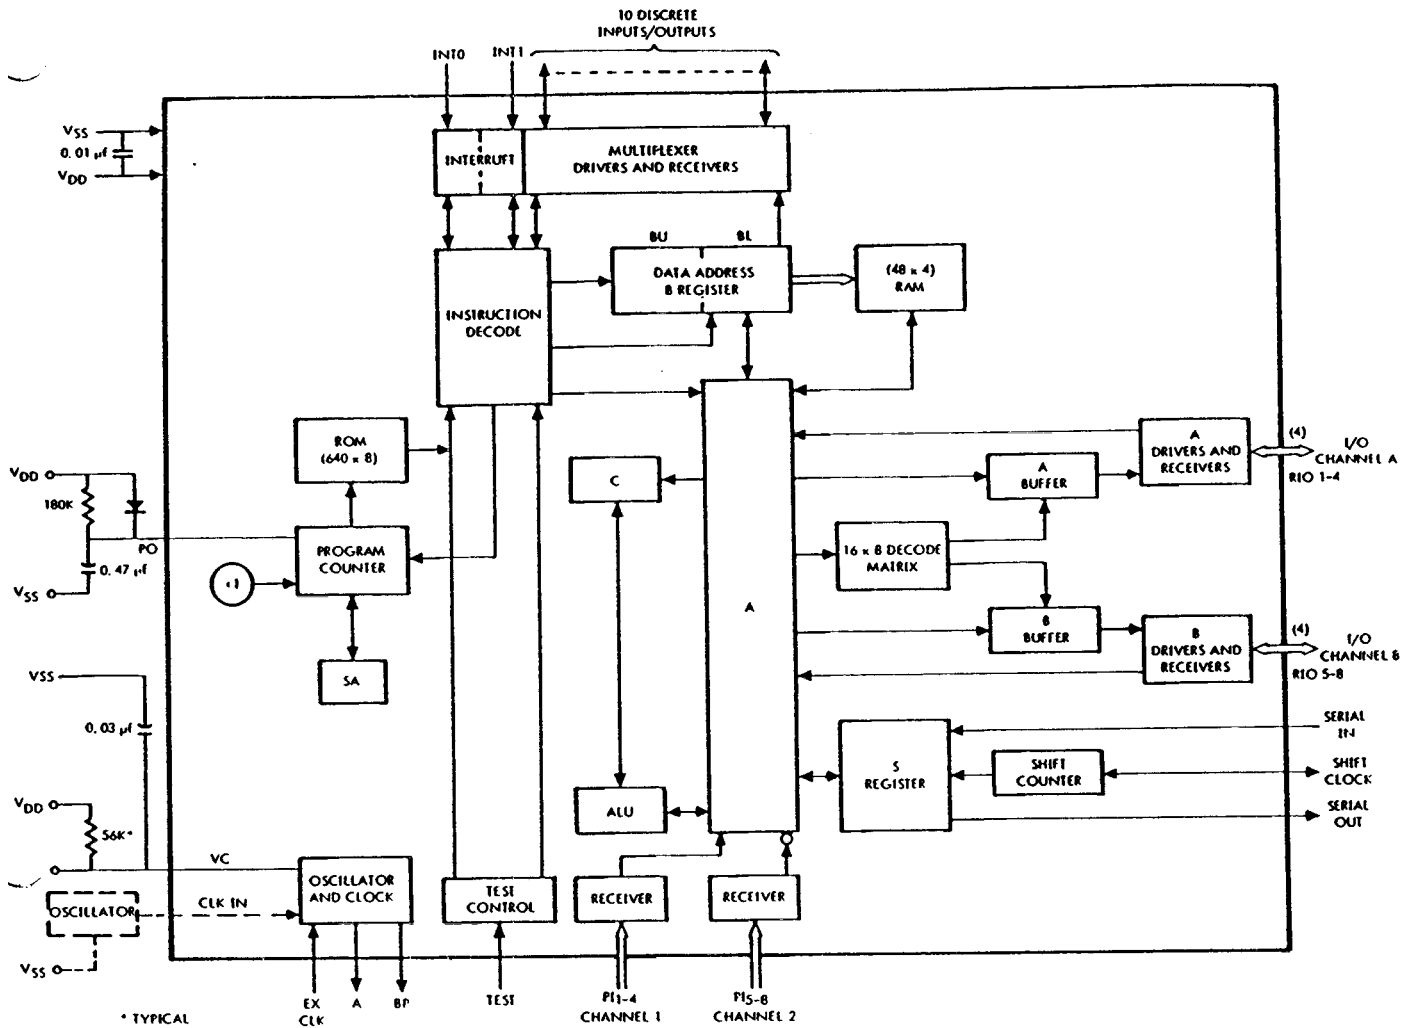 10 DISCRETE
INPUTS/OUTPUTS
INT0
INT1
VSS
0.01 µf
VDD
INTERRUFT
MULTIPLEXER
DRIVERS AND RECEIVERS
BU
BL
DATA ADDRESS
B REGISTER
(48 x 4)
RAM
INSTRUCTION
DECODE
ROM
(640 x 8)
VDD
180K
PO
0.47 µf
VSS
PROGRAM
COUNTER
+1
SA
C
A
A
BUFFER
A
DRIVERS AND
RECEIVERS
(4)
I/O
CHANNEL A
RIO 1-4
16 x 8 DECODE
MATRIX
B
BUFFER
B
DRIVERS AND
RECEIVERS
(4)
I/O
CHANNEL B
RIO 5-8
VSS
0.03 µf
VDD
56K*
VC
S
REGISTER
SHIFT
COUNTER
SERIAL
IN
SHIFT
CLOCK
SERIAL
OUT
ALU
OSCILLATOR
AND CLOCK
TEST
CONTROL
RECEIVER
RECEIVER
OSCILLATOR
CLK IN
VSS
EX
CLK
A
BP
TEST
PI1-4
CHANNEL 1
PI5-8
CHANNEL 2
* TYPICAL